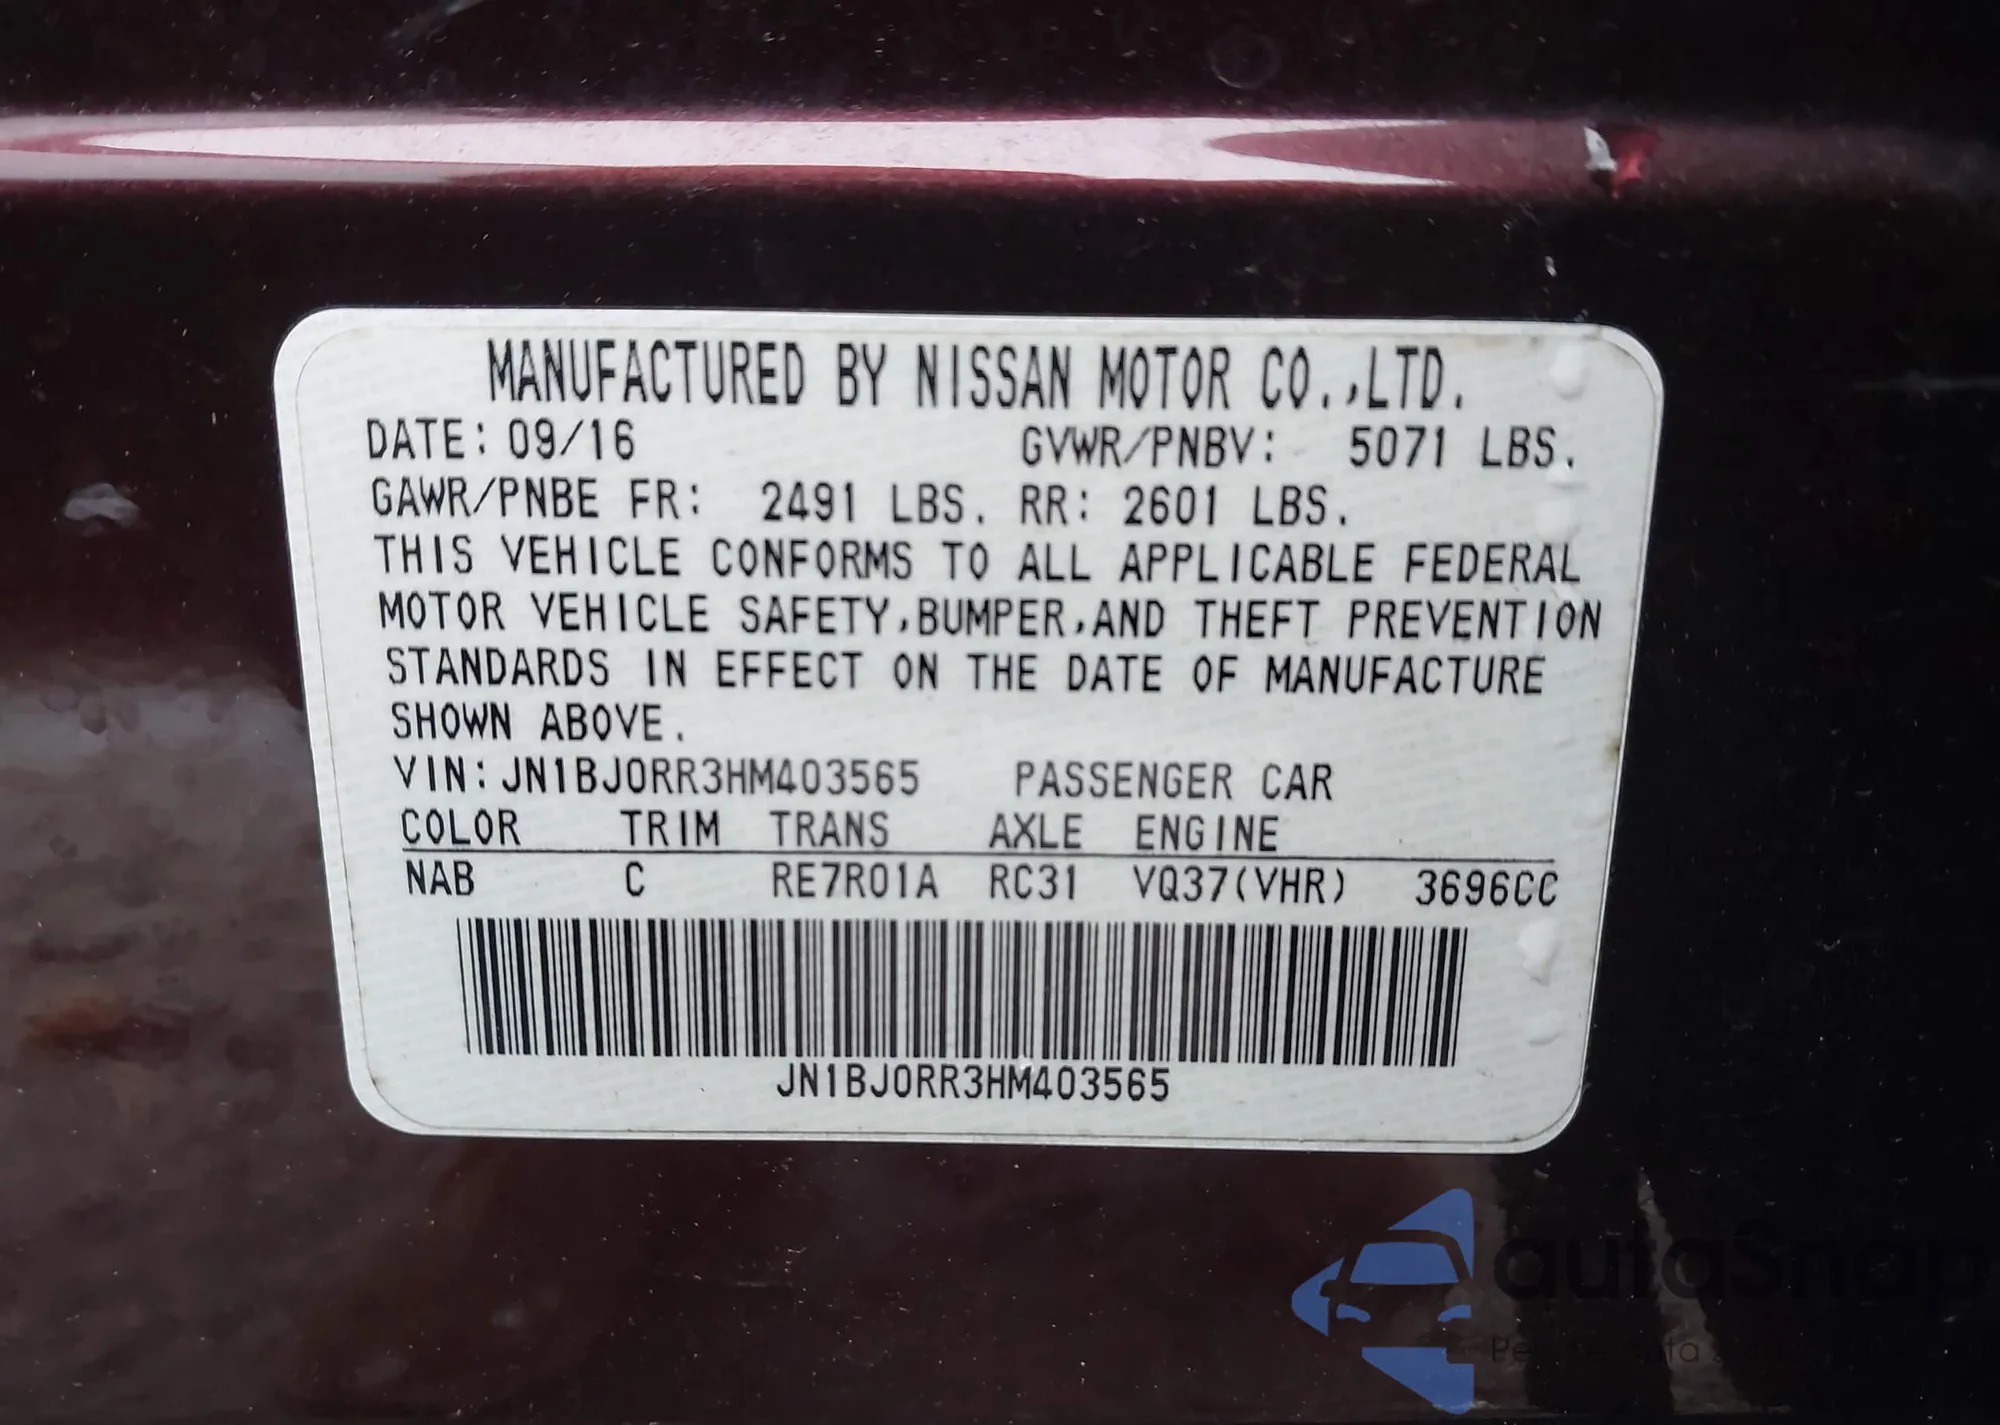 MANUFACTURED BY NISSAN MOTOR CO.,LTD.
DATE: 09/16 GVWR/PNBV: 5071 LBS.
GAWR/PNBE FR: 2491 LBS. RR: 2601 LBS.
THIS VEHICLE CONFORMS TO ALL APPLICABLE FEDERAL
MOTOR VEHICLE SAFETY,BUMPER,AND THEFT PREVENTION
STANDARDS IN EFFECT ON THE DATE OF MANUFACTURE
SHOWN ABOVE.
VIN: JN1BJ0RR3HM403565 PASSENGER CAR
COLOR TRIM TRANS AXLE ENGINE
NAB C RE7R01A RC31 VQ37(VHR) 3696CC
JN1BJ0RR3HM403565
autaSnap